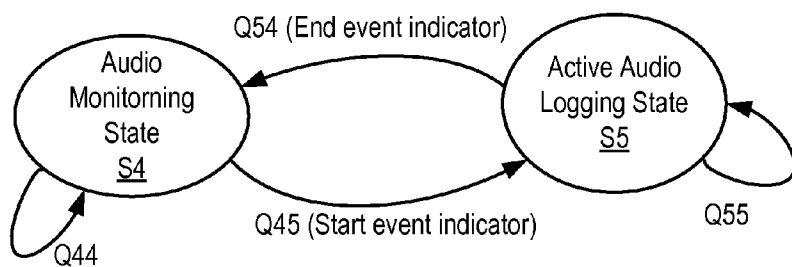 Q54 (End event indicator)
Audio
Monitorning
State
S4
Active Audio
Logging State
S5
Q45 (Start event indicator)
Q55
Q44